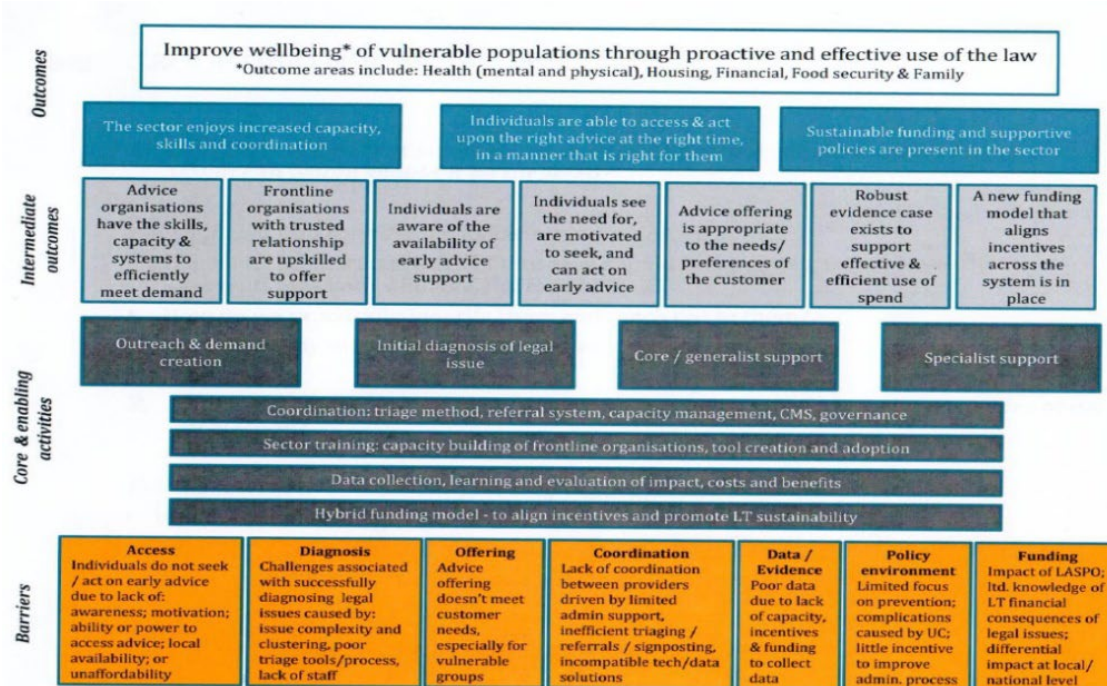 Outcomes
Improve wellbeing* of vulnerable populations through proactive and effective use of the law
*Outcome areas include: Health (mental and physical), Housing, Financial, Food security & Family
The sector enjoys increased capacity,
skills and coordination
Individuals are able to access & act
upon the right advice at the right time,
in a manner that is right for them
Sustainable funding and supportive
policies are present in the sector
Intermediate
outcomes
Advice
organisations
have the skills,
capacity &
systems to
efficiently
meet demand
Frontline
organisations
with trusted
relationship
are upskilled
to offer
support
Individuals are
aware of the
availability of
early advice
support
Individuals see
the need for,
are motivated
to seek, and
can act on
early advice
Advice offering
is appropriate
to the needs/
preferences of
the customer
Robust
evidence case
exists to
support
effective &
efficient use of
spend
A new funding
model that
aligns
incentives
across the
system is in
place
Core & enabling
activities
Outreach & demand
creation
Initial diagnosis of legal
issue
Core / generalist support
Specialist support
Coordination: triage method, referral system, capacity management, CMS, governance
Sector training: capacity building of frontline organisations, tool creation and adoption
Data collection, learning and evaluation of impact, costs and benefits
Hybrid funding model - to align incentives and promote LT sustainability
Barriers
Access
Individuals do not seek
/ act on early advice
due to lack of:
awareness; motivation;
ability or power to
access advice; local
availability; or
unaffordability
Diagnosis
Challenges associated
with successfully
diagnosing legal
issues caused by:
issue complexity and
clustering, poor
triage tools/process,
lack of staff
Offering
Advice
offering
doesn't meet
customer
needs,
especially for
vulnerable
groups
Coordination
Lack of coordination
between providers
driven by limited
admin support,
inefficient triaging /
referrals / signposting,
incompatible tech/data
solutions
Data /
Evidence
Poor data
due to lack
of capacity,
incentives
& funding
to collect
data
Policy
environment
Limited focus
on prevention;
complications
caused by UC;
little incentive
to improve
admin. process
Funding
Impact of LASPO;
ltd. knowledge of
LT financial
consequences of
legal issues;
differential
impact at local/
national level